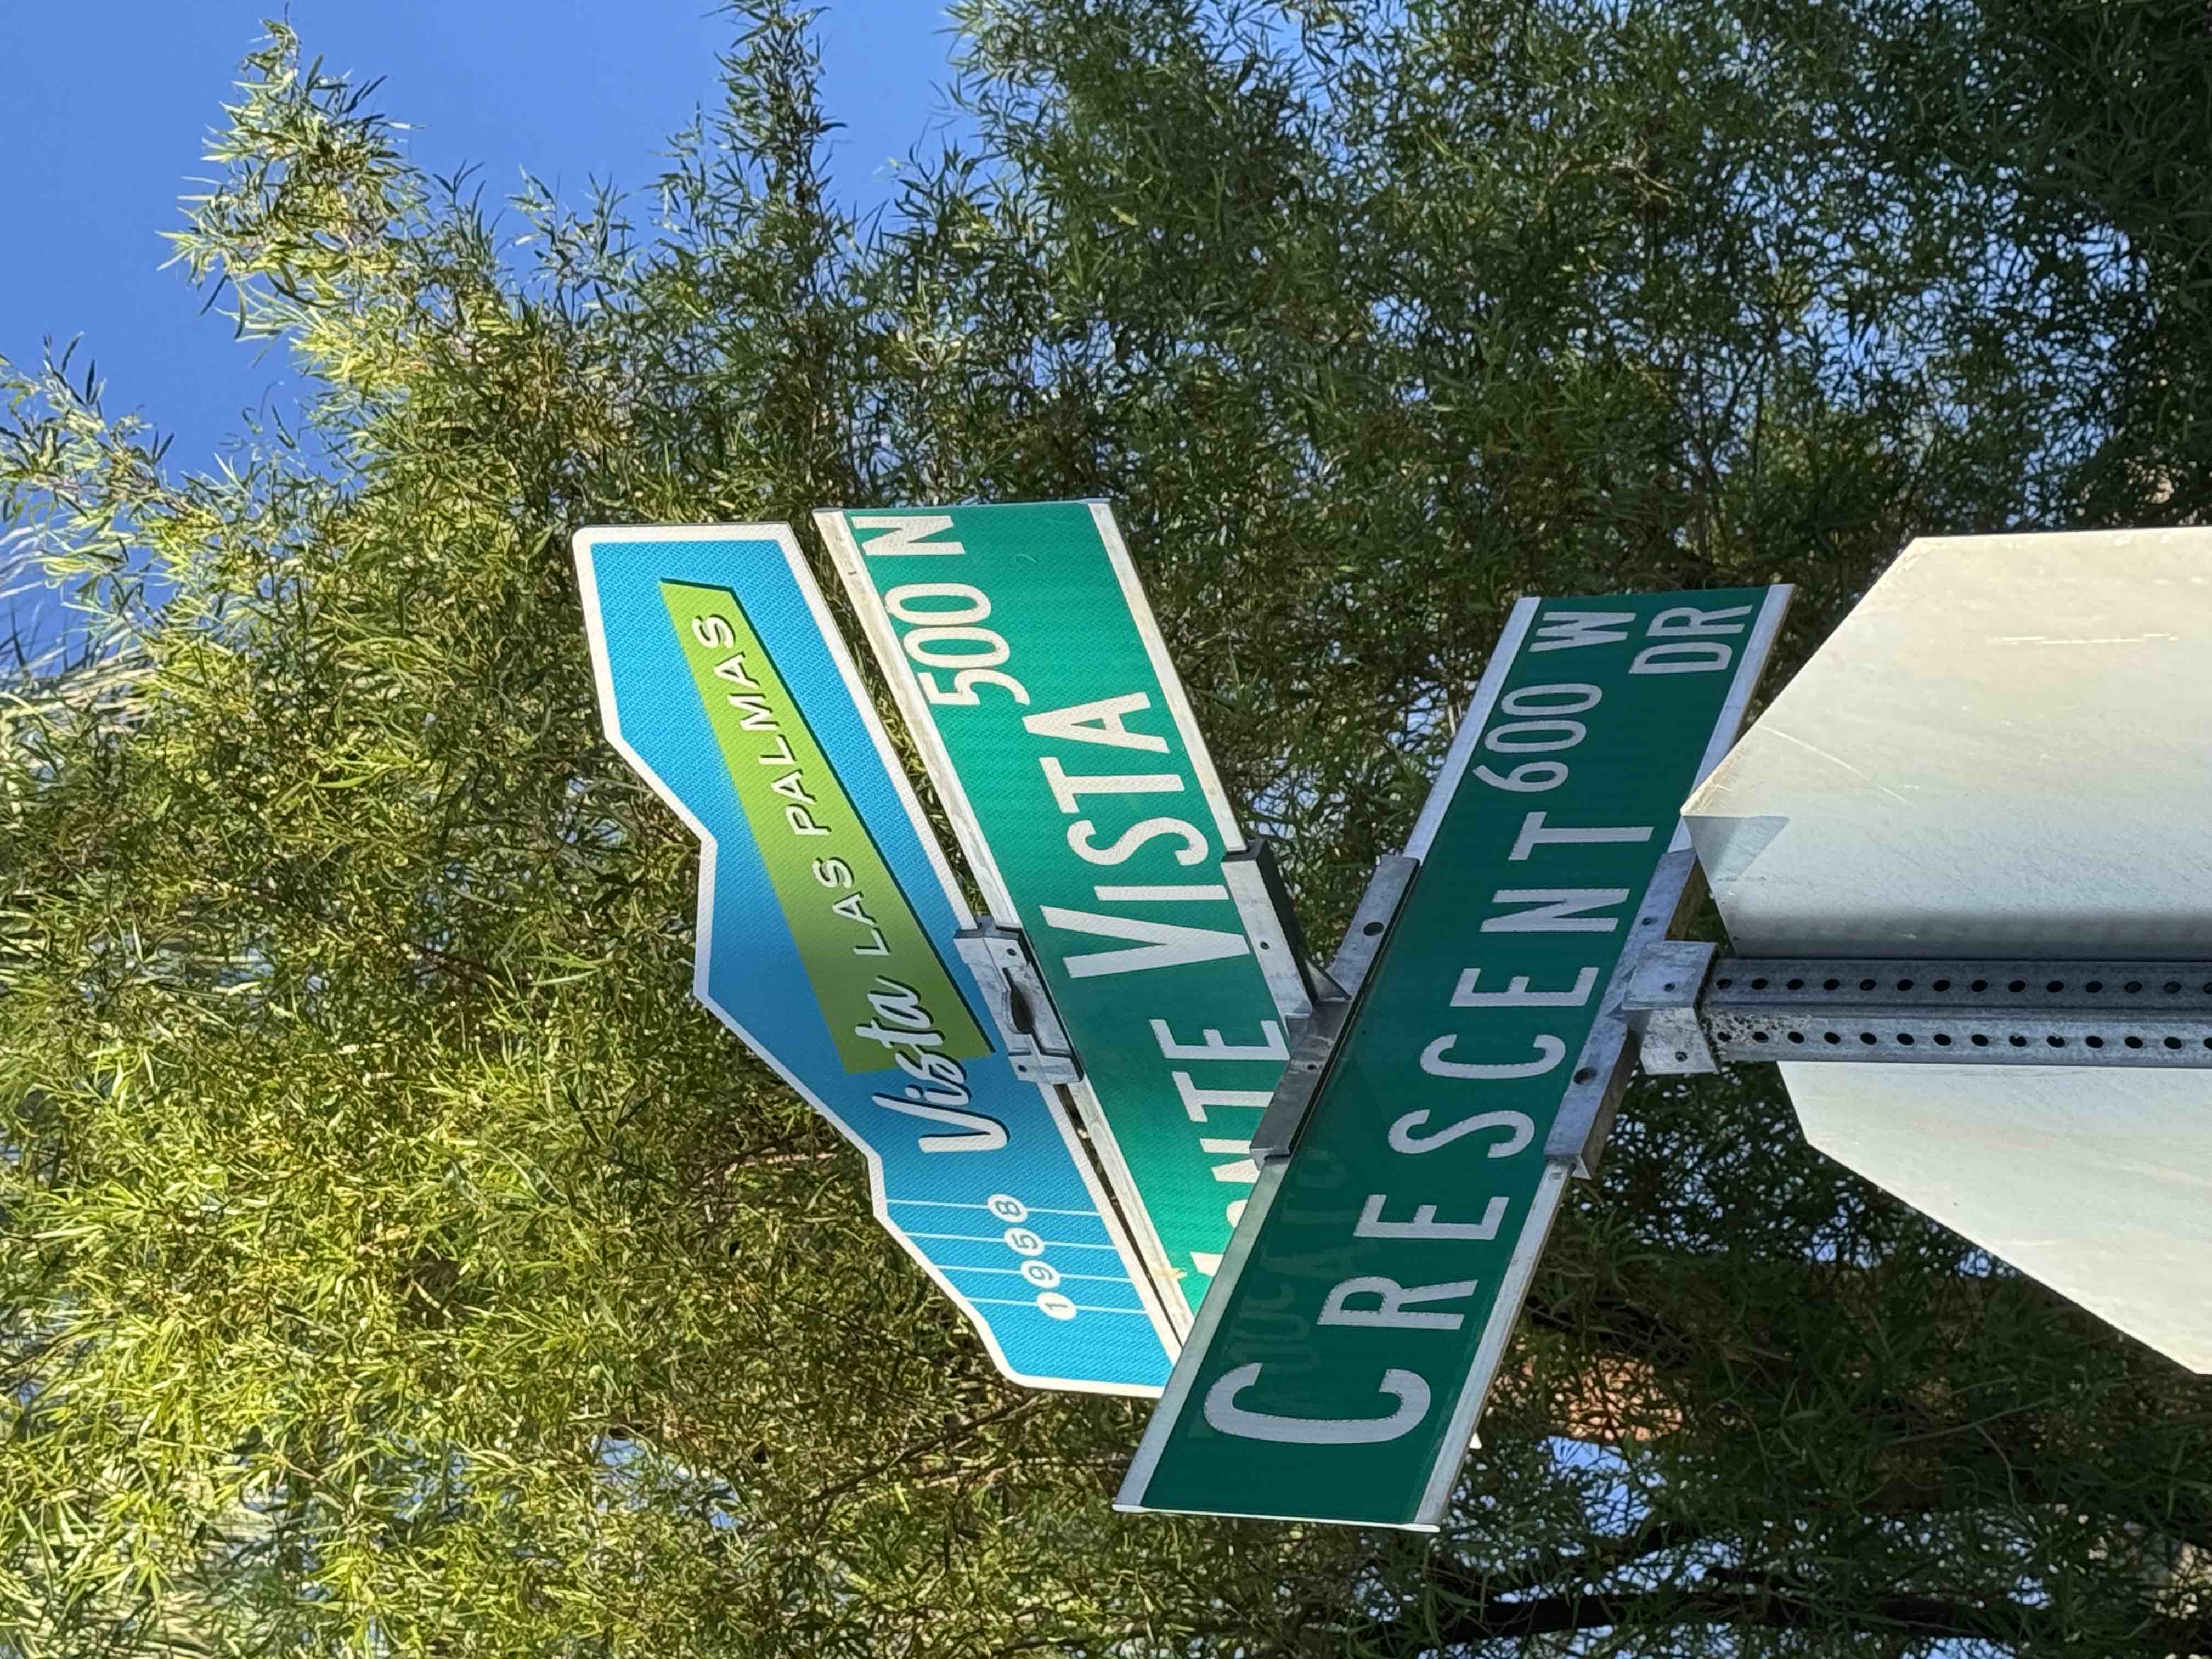 Vista LAS PALMAS
1958
500 N
VISTA
CRESCENT 600 W
DR